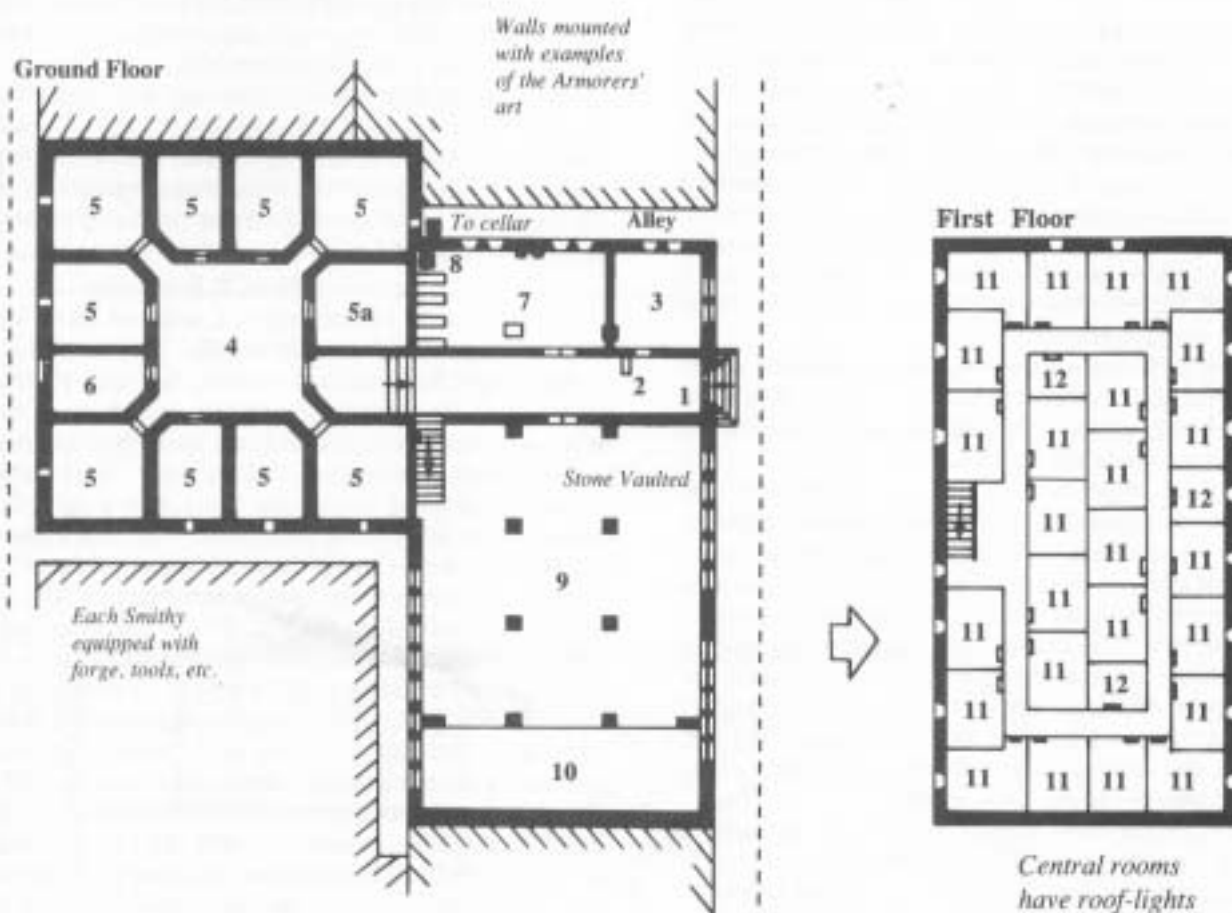 Walls mounted
with examples
of the Armorers'
art
Ground Floor
5 5 5 5
To cellar
Alley
8
5
5a
7
3
4
6
2
1
5 5 5 5
Stone Vaulted
9
Each Smithy
equipped with
forge, tools, etc.
10
First Floor
11 11 11 11
11 11
12 11
11 11 11
11 12
11 11 11
11
11 11 11
11 12
11 11
11 11 11 11
Central rooms
have roof-lights